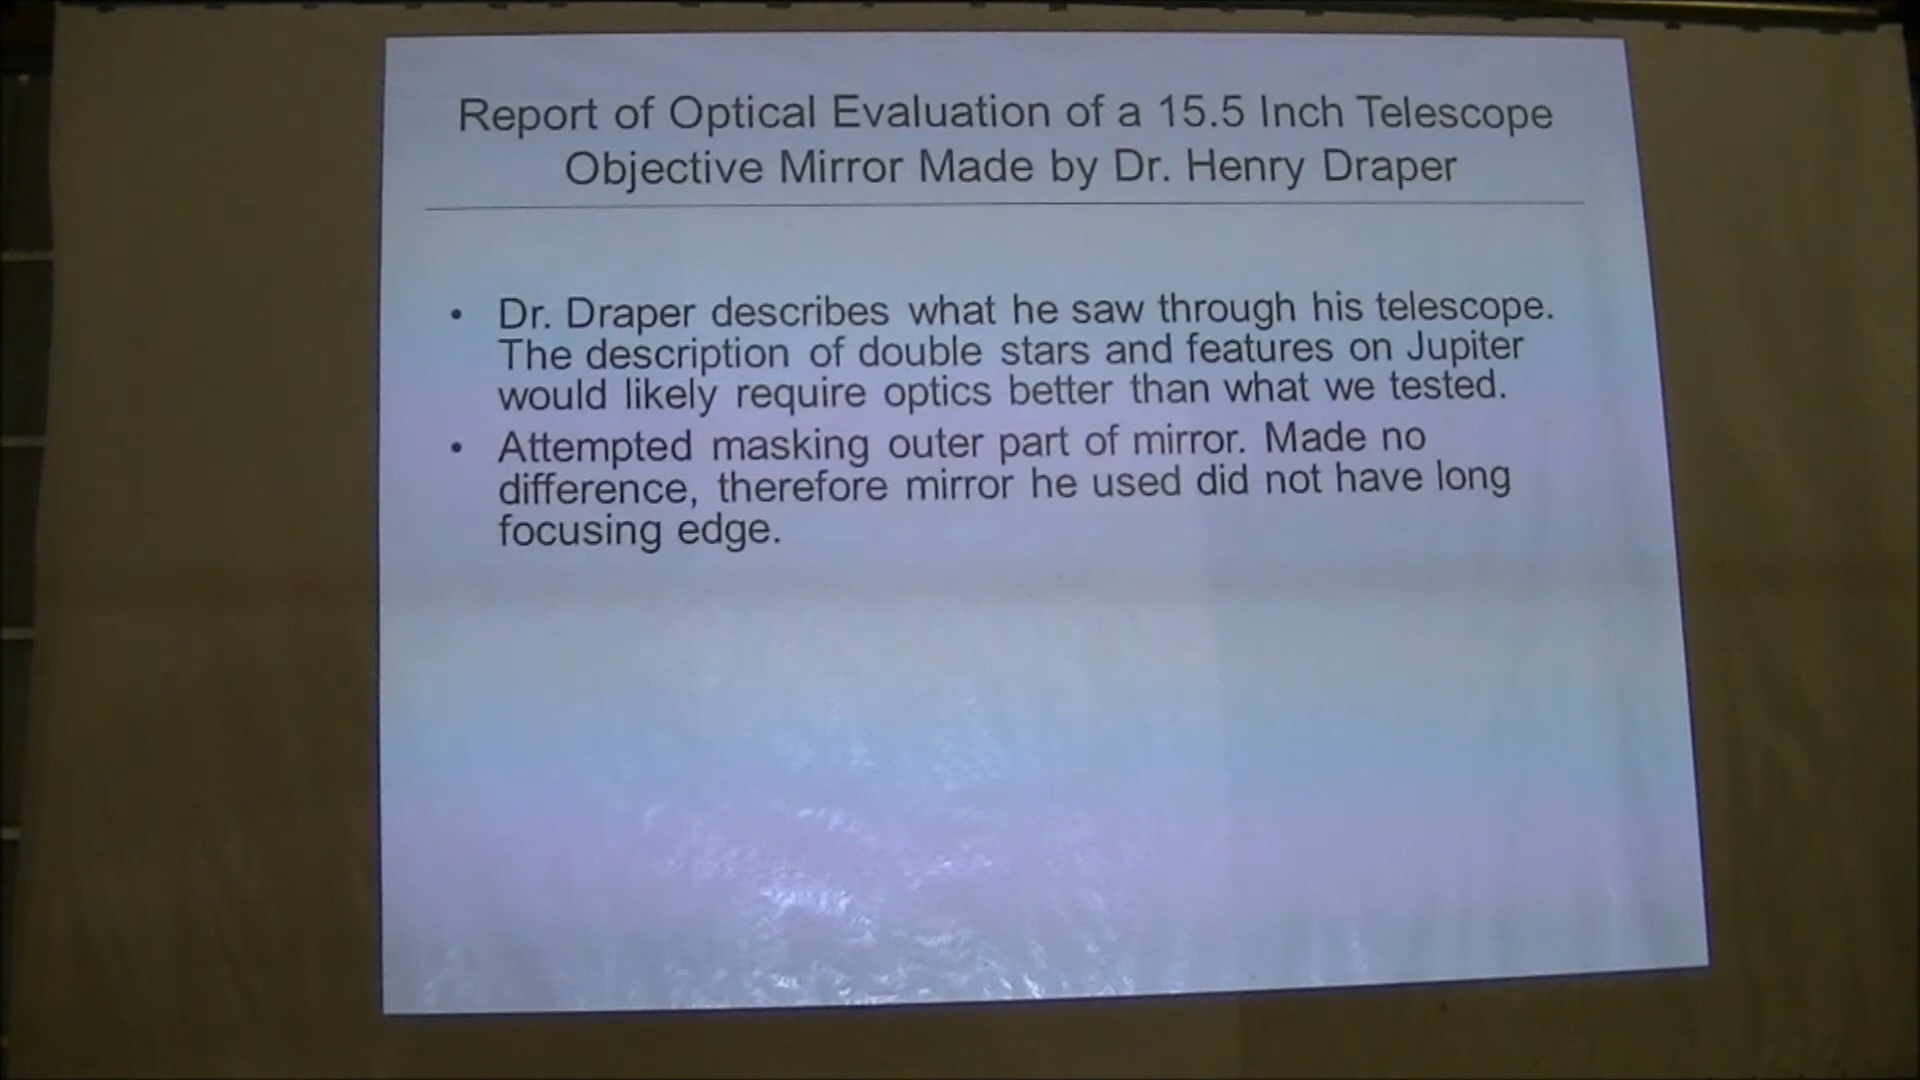 Report of Optical Evaluation of a 15.5 Inch Telescope
Objective Mirror Made by Dr. Henry Draper
• Dr. Draper describes what he saw through his telescope.
The description of double stars and features on Jupiter
would likely require optics better than what we tested.
• Attempted masking outer part of mirror. Made no
difference, therefore mirror he used did not have long
focusing edge.